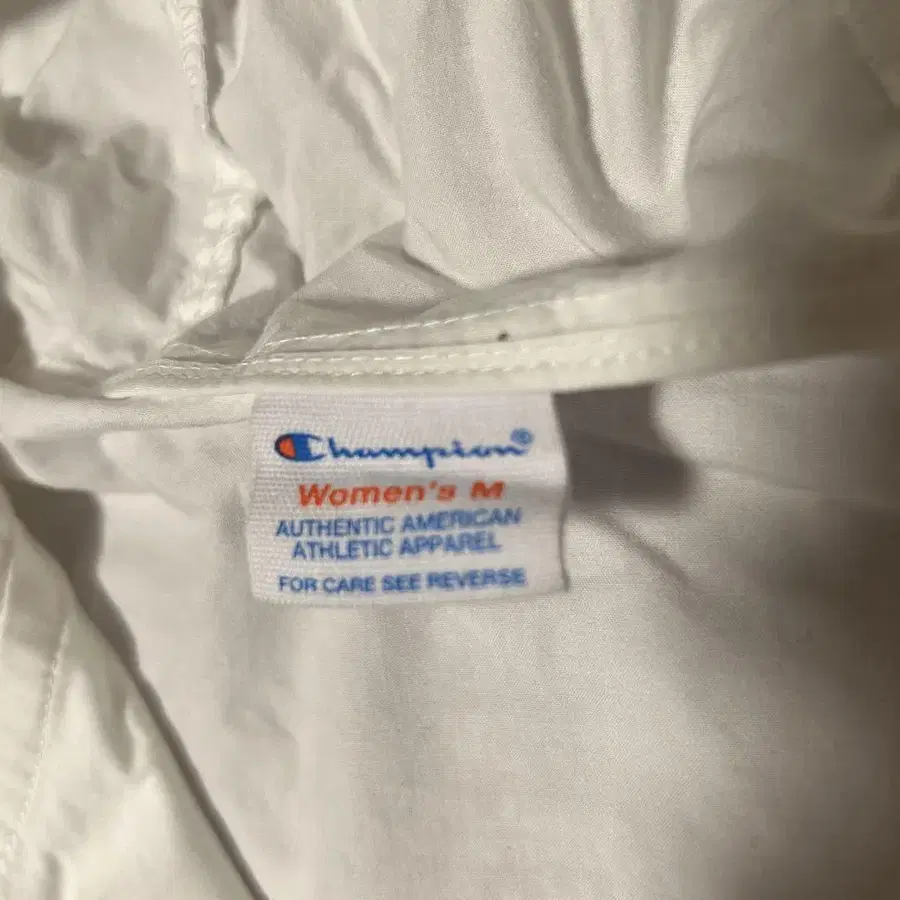 Champion®
Women's M
AUTHENTIC AMERICAN
ATHLETIC APPAREL
FOR CARE SEE REVERSE